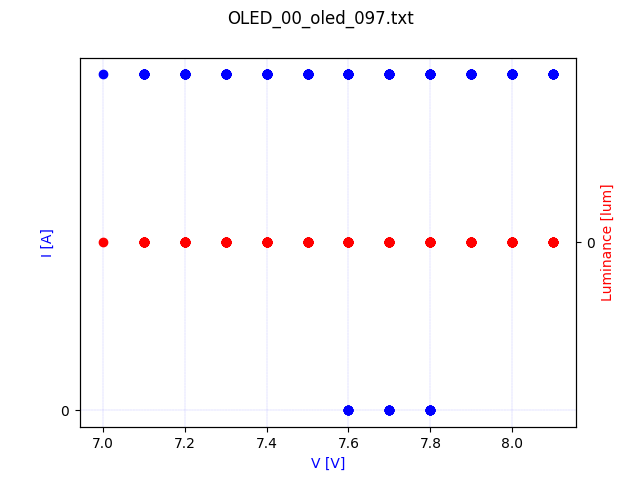 OLED_00_oled_097.txt
I [A]
Luminance [lum]
0
0
7.0 7.2 7.4 7.6 7.8 8.0
V [V]